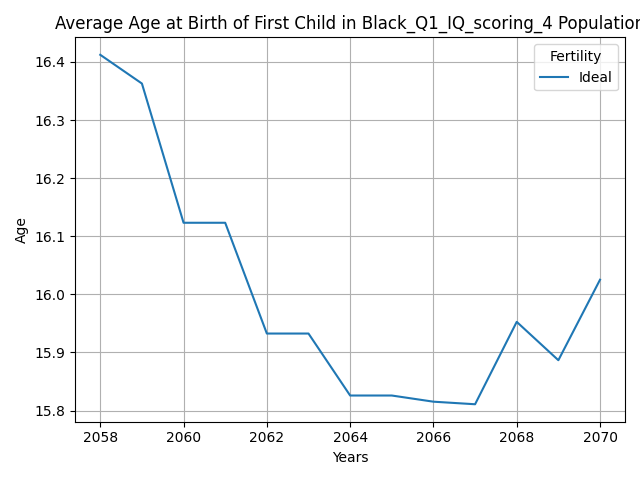 Average Age at Birth of First Child in Black_Q1_IQ_scoring_4 Population
Fertility
Ideal
16.4
16.3
16.2
16.1
16.0
15.9
15.8
Age
2058 2060 2062 2064 2066 2068 2070
Years